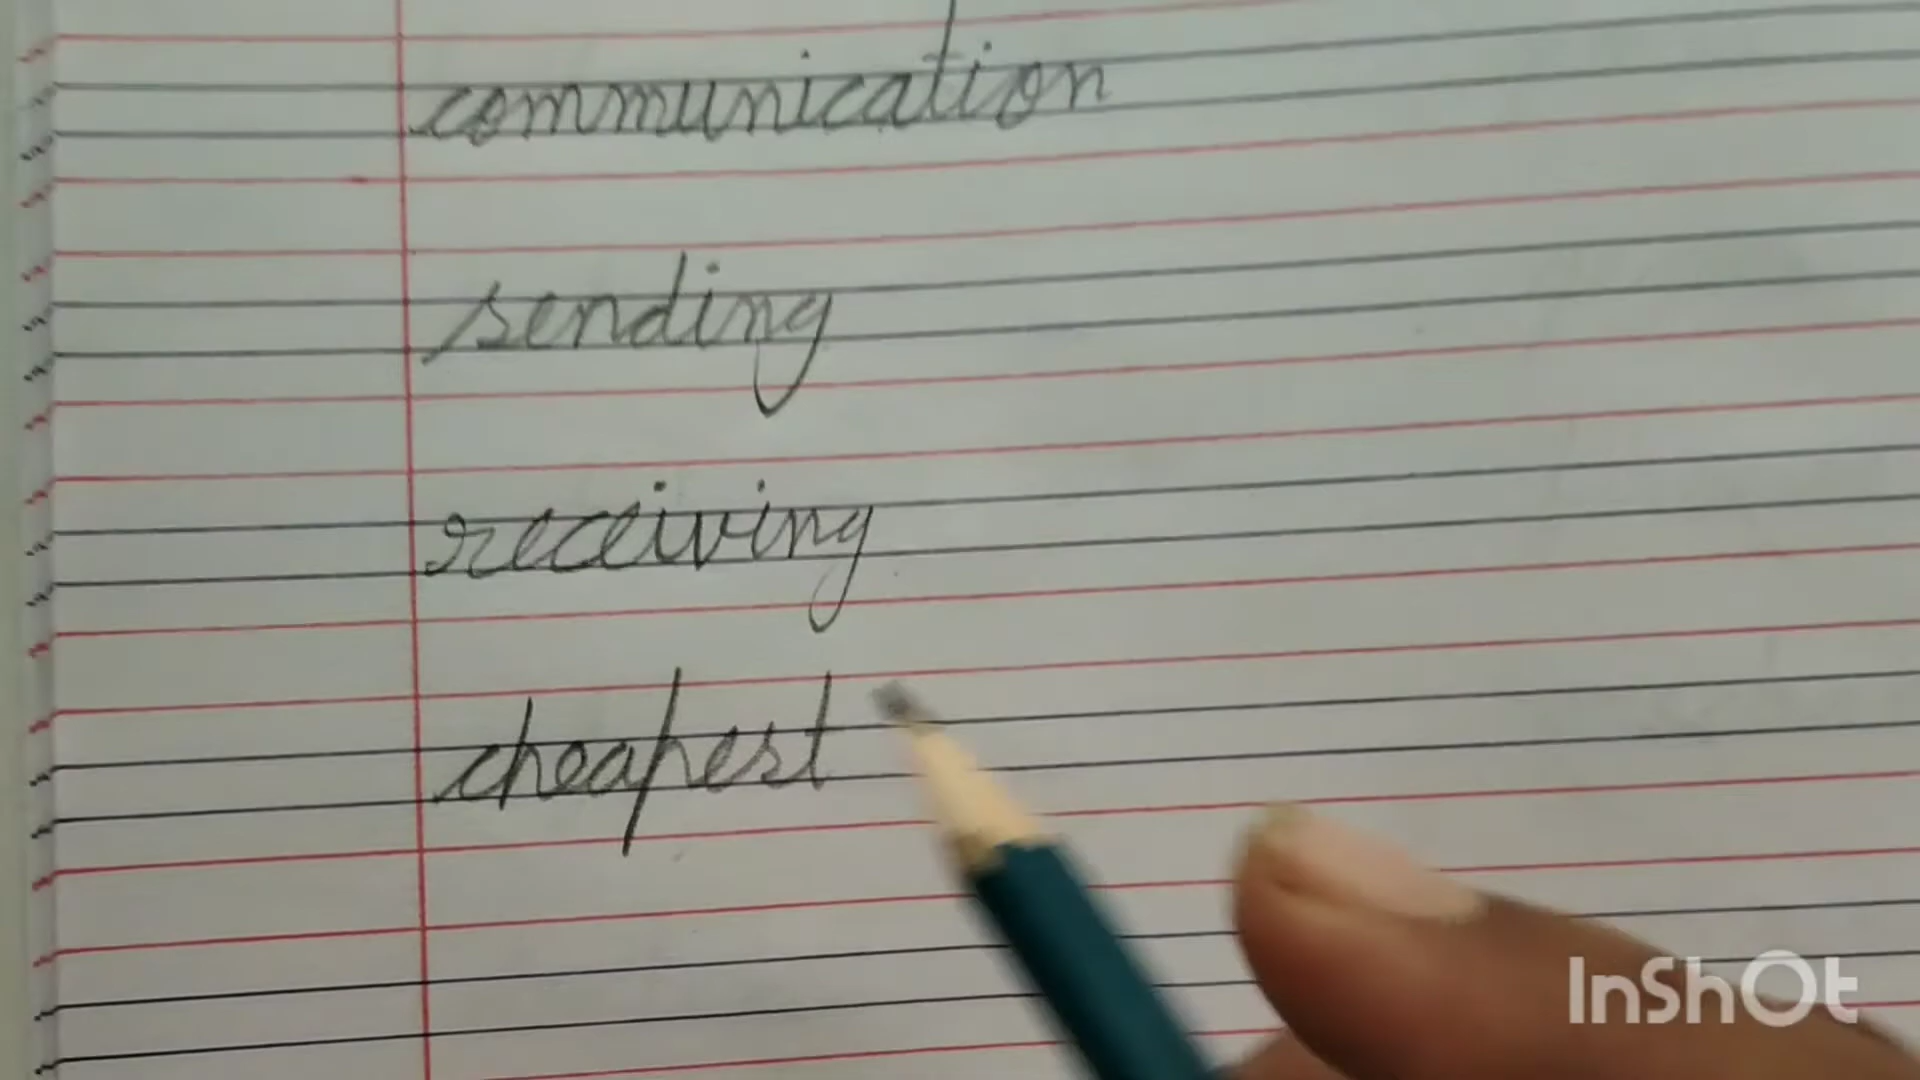 communication
sending
receiving
cheapest
InShOt